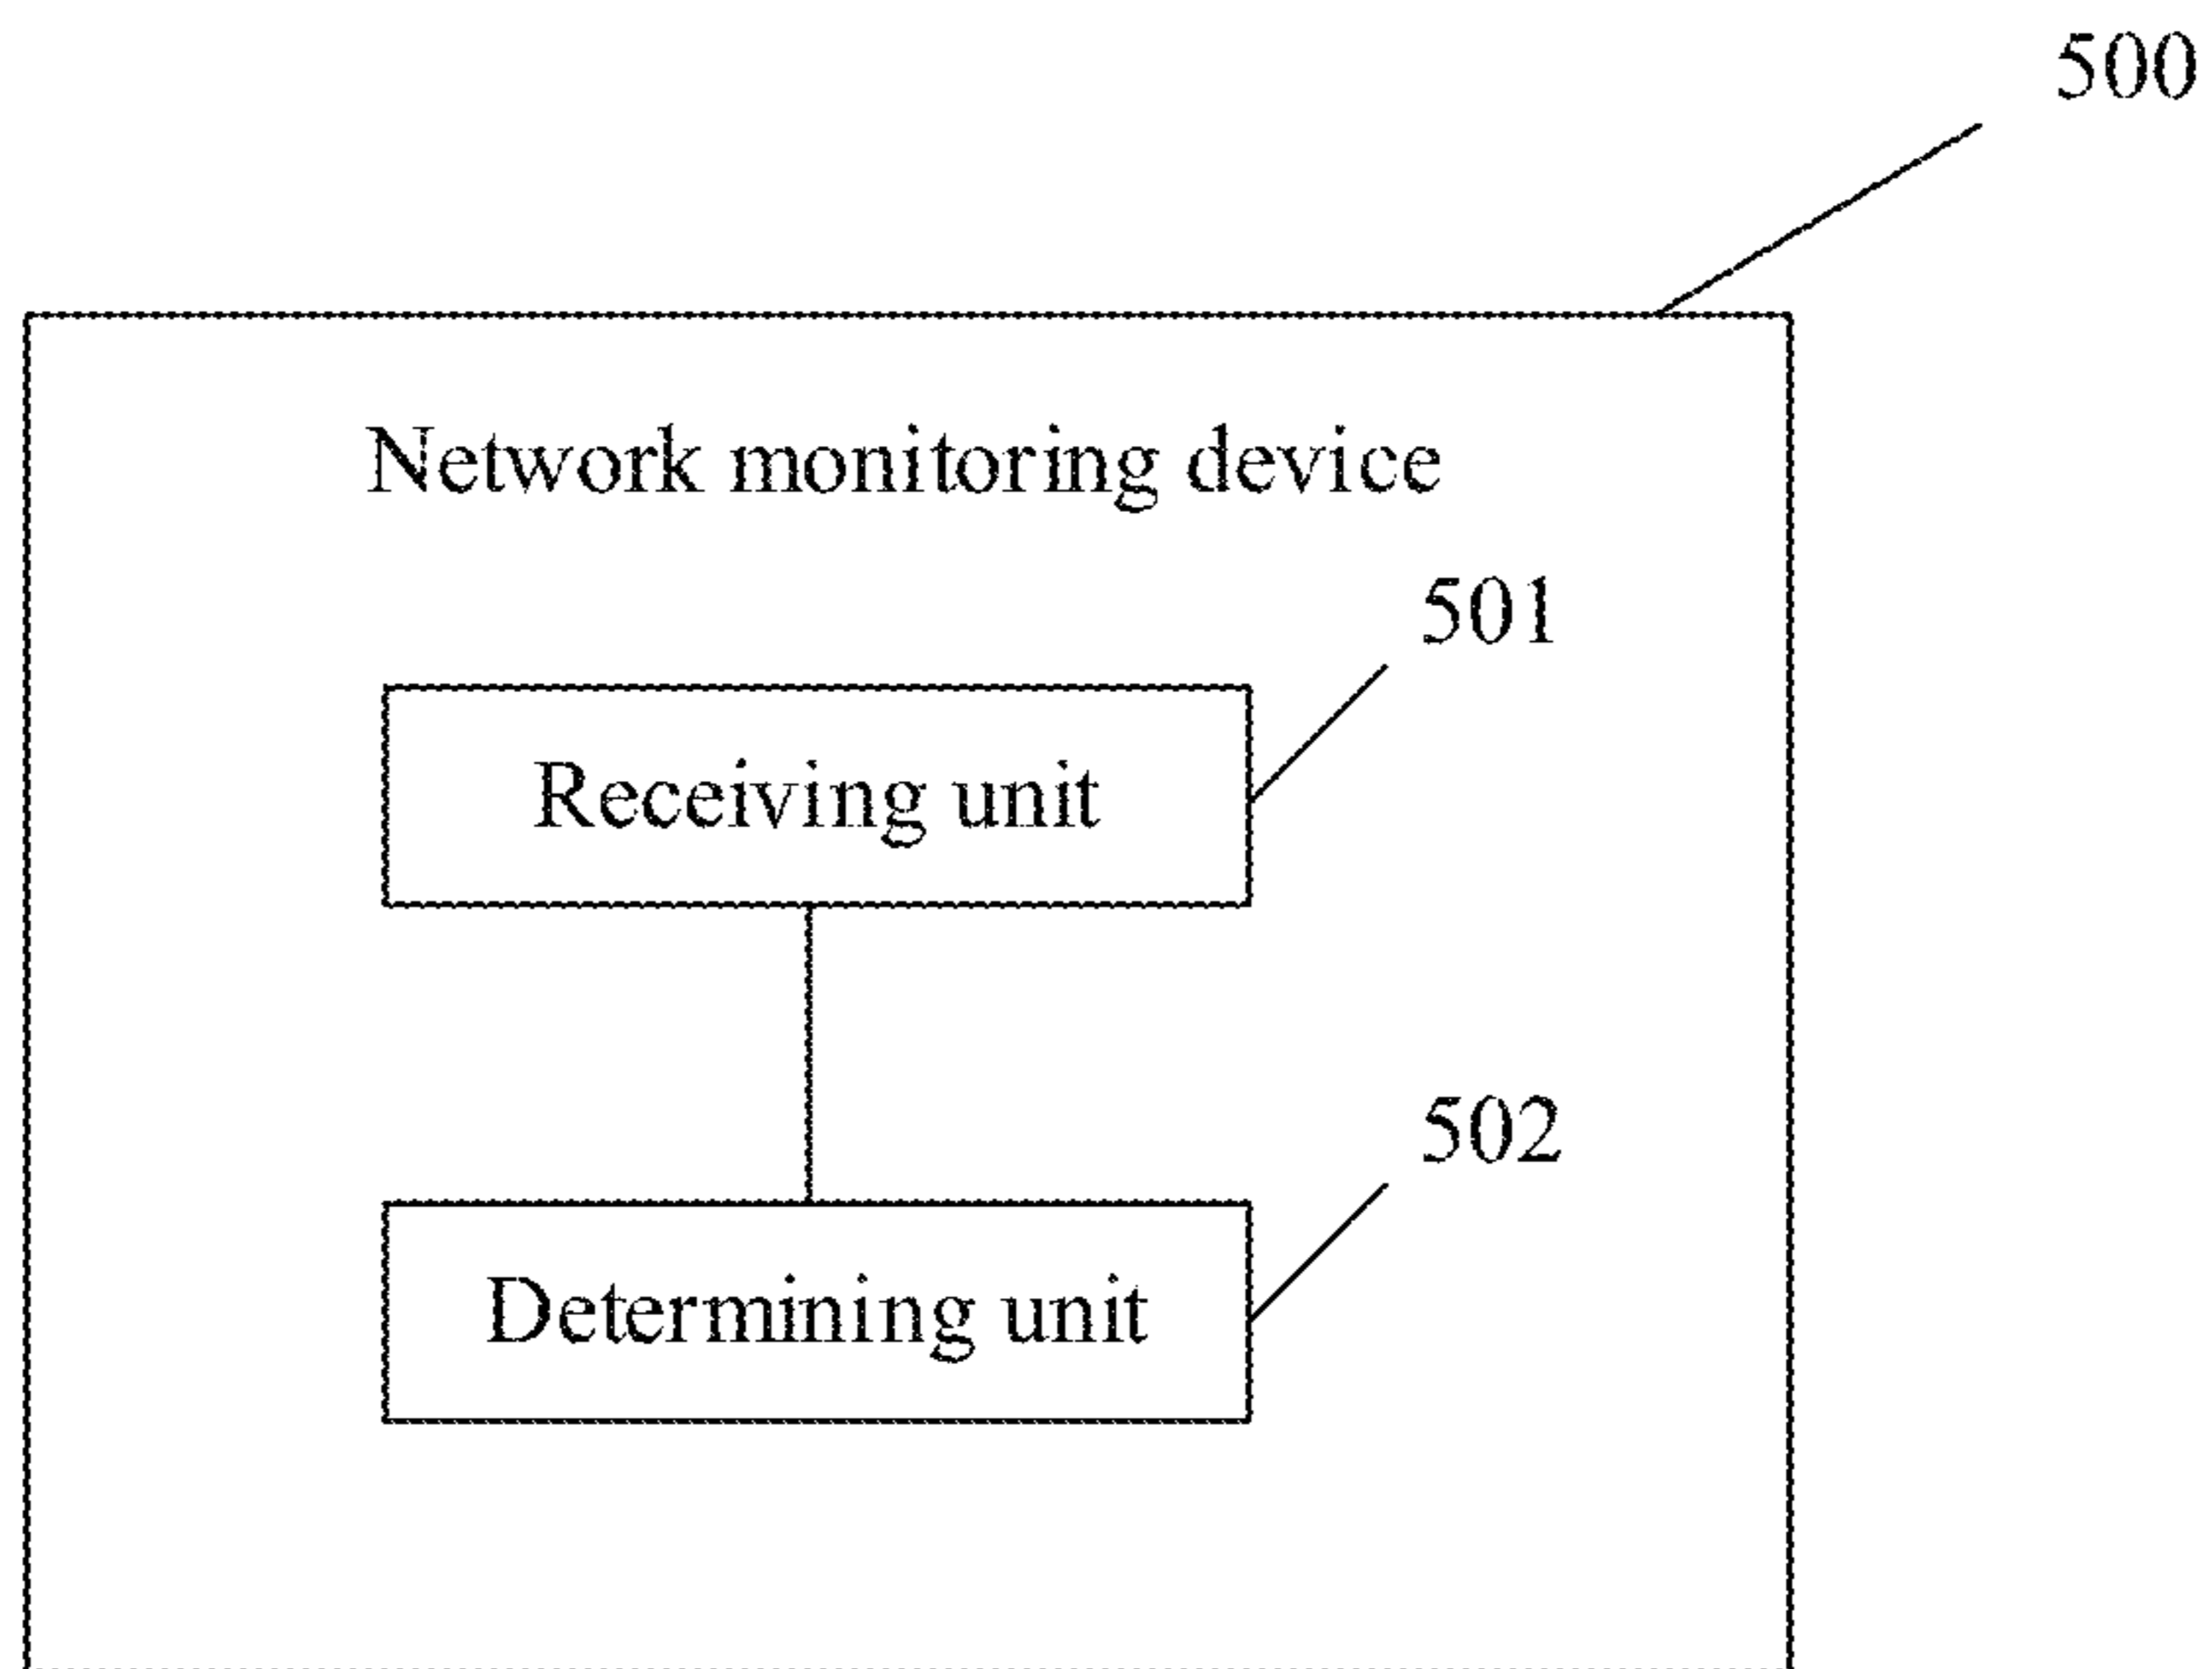 500
Network monitoring device
501
Receiving unit
502
Determining unit